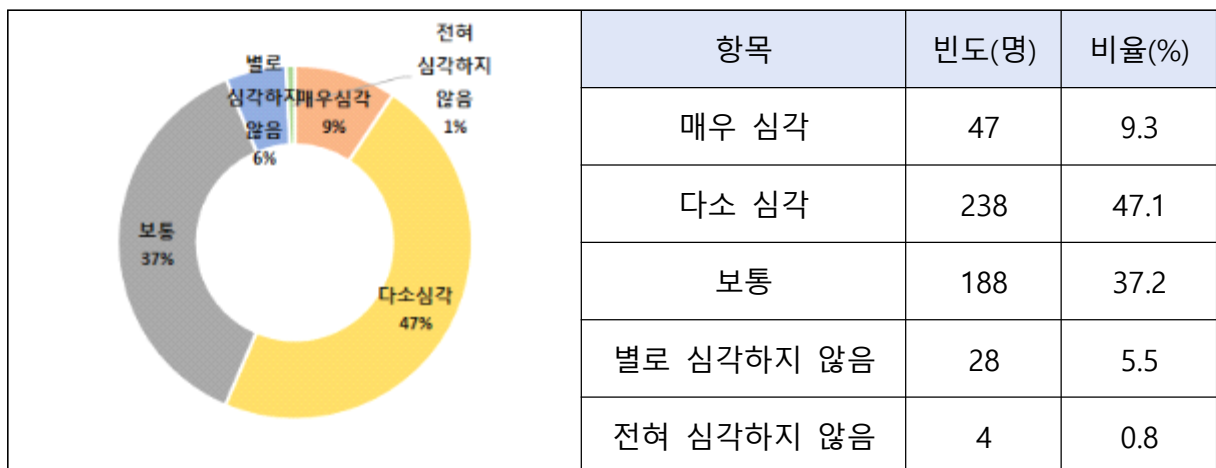 전혀
심각하지
않음
1%
별로
심각하지
않음
6%
매우심각
9%
보통
37%
다소심각
47%
항목 빈도(명) 비율(%)
매우 심각 47 9.3
다소 심각 238 47.1
보통 188 37.2
별로 심각하지 않음 28 5.5
전혀 심각하지 않음 4 0.8